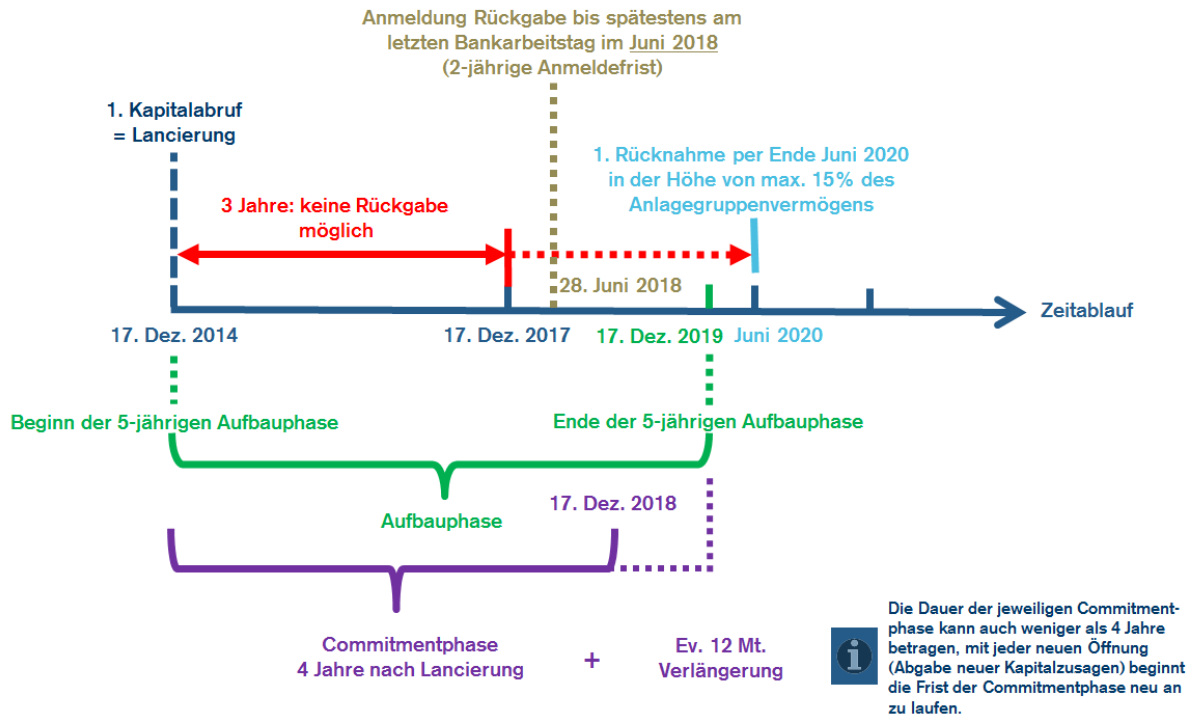 Anmeldung Rückgabe bis spätestens am
letzten Bankarbeitstag im Juni 2018
(2-jährige Anmeldefrist)
1. Kapitalabruf
= Lancierung
1. Rücknahme per Ende Juni 2020
in der Höhe von max. 15% des
Anlagegruppenvermögens
3 Jahre: keine Rückgabe
möglich
28. Juni 2018
Zeitablauf
17. Dez. 2014
17. Dez. 2017
17. Dez. 2019
Juni 2020
Beginn der 5-jährigen Aufbauphase
Ende der 5-jährigen Aufbauphase
17. Dez. 2018
Aufbauphase
Commitmentphase
4 Jahre nach Lancierung
+
Ev. 12 Mt.
Verlängerung
Die Dauer der jeweiligen Commitment-
phase kann auch weniger als 4 Jahre
betragen, mit jeder neuen Öffnung
(Abgabe neuer Kapitalzusagen) beginnt
die Frist der Commitmentphase neu an
zu laufen.